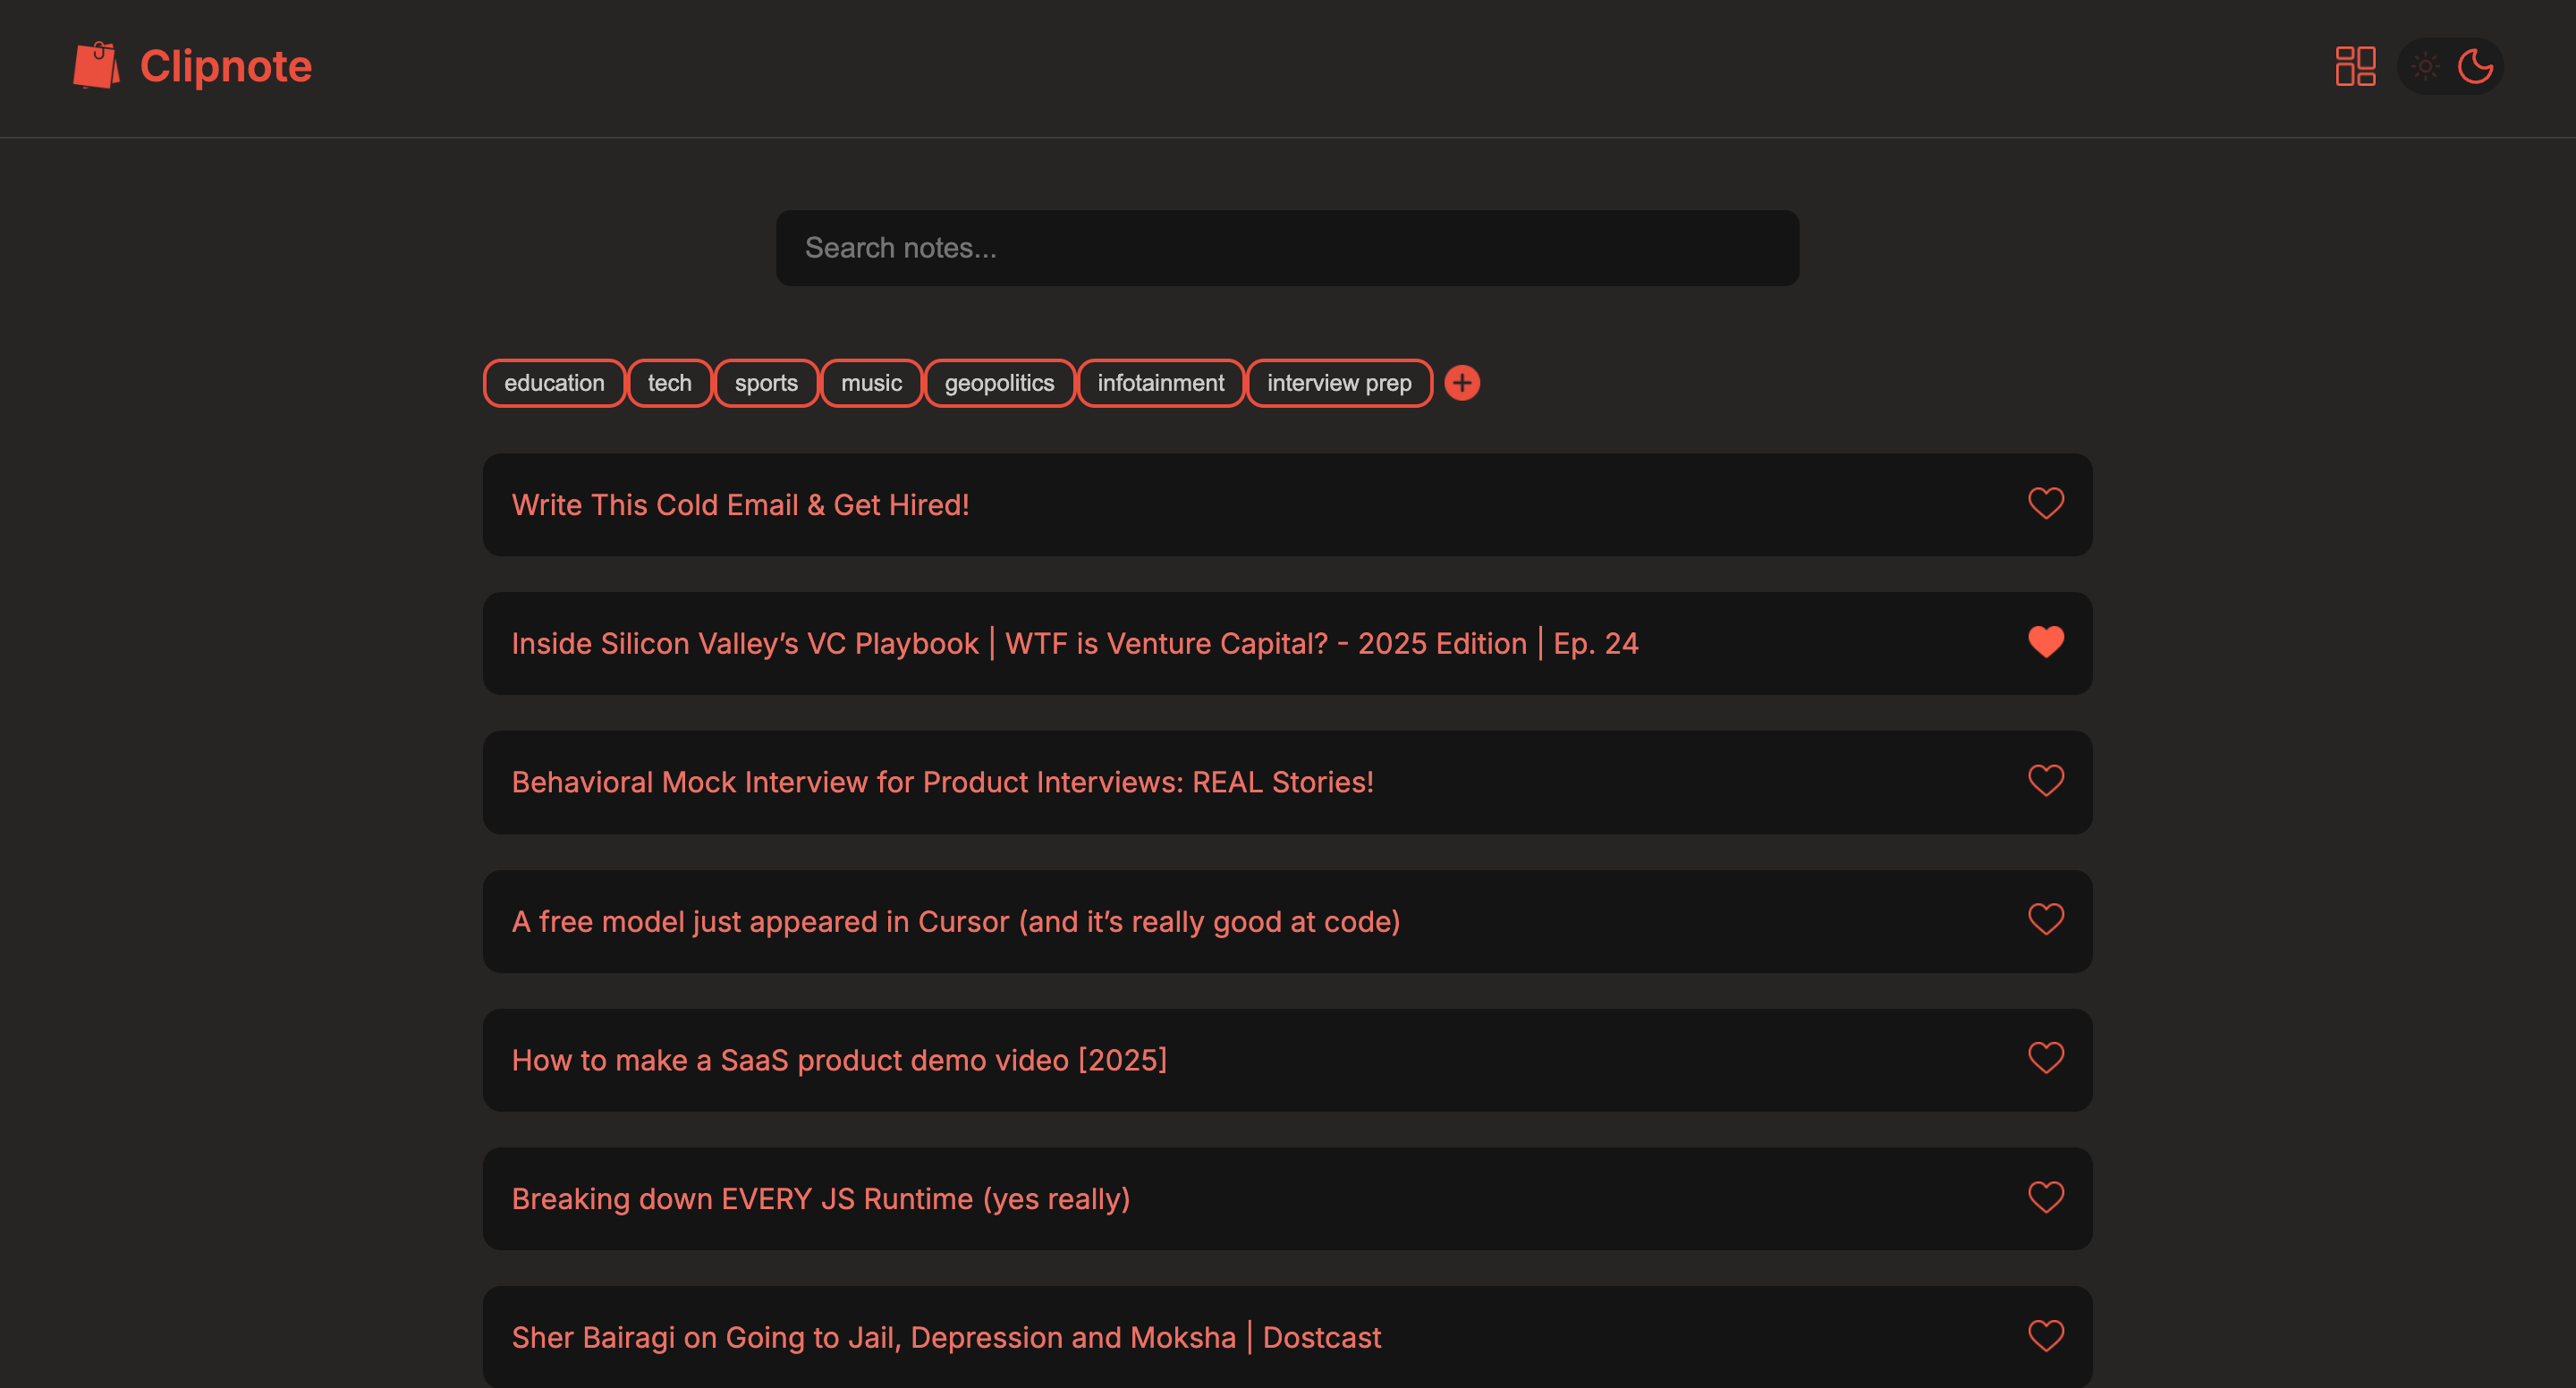 Clipnote
Search notes...
education tech sports music geopolitics infotainment interview prep
Write This Cold Email & Get Hired!
Inside Silicon Valley’s VC Playbook | WTF is Venture Capital? - 2025 Edition | Ep. 24
Behavioral Mock Interview for Product Interviews: REAL Stories!
A free model just appeared in Cursor (and it’s really good at code)
How to make a SaaS product demo video [2025]
Breaking down EVERY JS Runtime (yes really)
Sher Bairagi on Going to Jail, Depression and Moksha | Dostcast